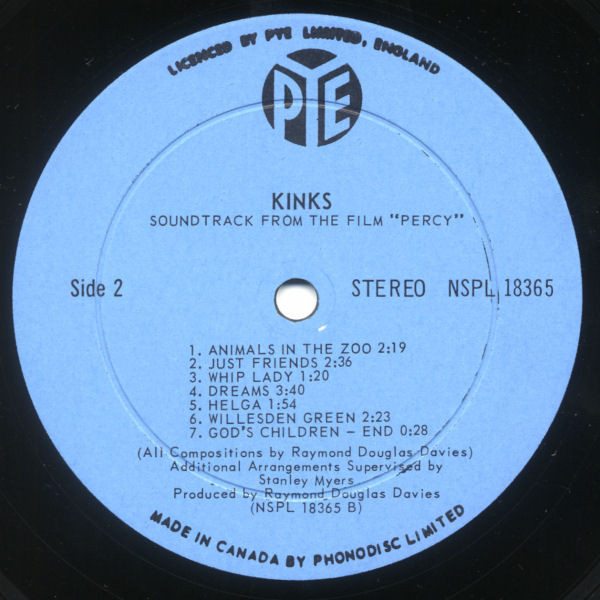 LICENCED BY PYE LIMITED, ENGLAND
PYE
KINKS
SOUNDTRACK FROM THE FILM "PERCY"
Side 2 STEREO NSPL 18365
1. ANIMALS IN THE ZOO 2:19
2. JUST FRIENDS 2:36
3. WHIP LADY 1:20
4. DREAMS 3:40
5. HELGA 1:54
6. WILLESDEN GREEN 2:23
7. GOD'S CHILDREN – END 0:28
(All Compositions by Raymond Douglas Davies)
Additional Arrangements Supervised by
Stanley Myers
Produced by Raymond Douglas Davies
(NSPL 18365 B)
MADE IN CANADA BY PHONODISC LIMITED